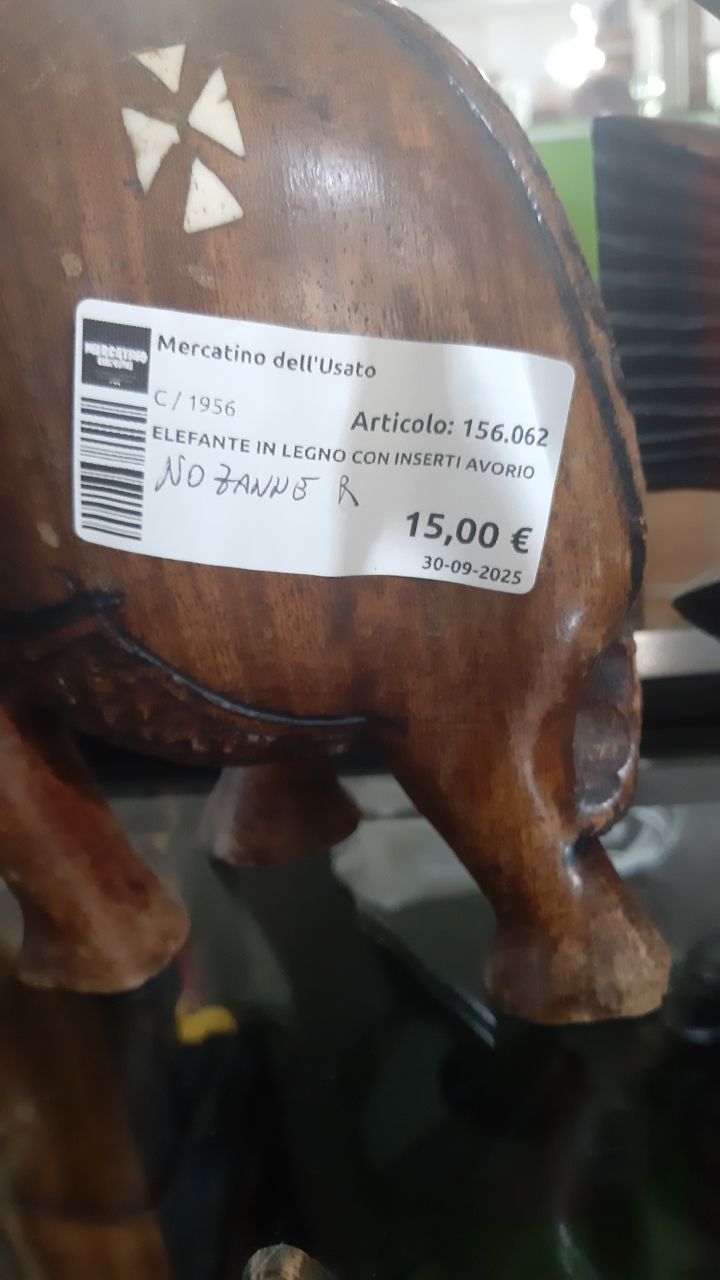 Mercatino dell'Usato
C / 1956
Articolo: 156.062
ELEFANTE IN LEGNO CON INSERTI AVORIO
NO ZANNE R
15,00 €
30-09-2025